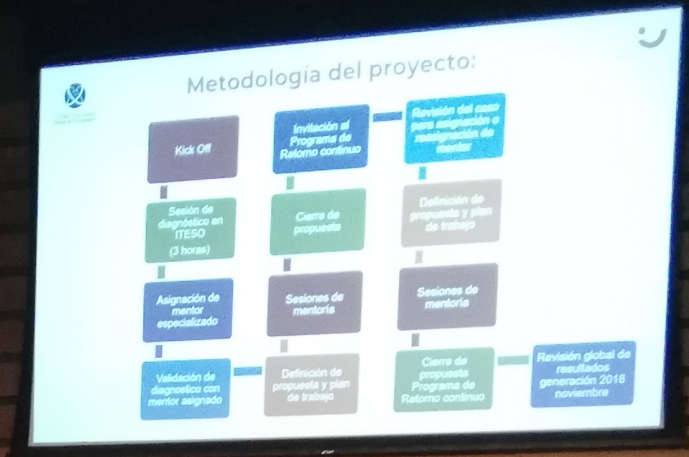 Metodología del proyecto:
Kick Off
Sesión de
diagnóstico en
ITESO
(3 horas)
Asignación de
mentor
especializado
Validación de
diagnostico con
mentor asignado
Definición de
propuesta y plan
de trabajo
Sesiones de
mentoría
Cierre de
propuesta
Invitación al
Programa de
Retorno continuo
Revisión del caso
para asignación o
reasignación de
mentor
Definición de
propuesta y plan
de trabajo
Sesiones de
mentoría
Cierre de
propuesta
Programa de
Retorno continuo
Revisión global de
resultados
generación 2018
noviembre